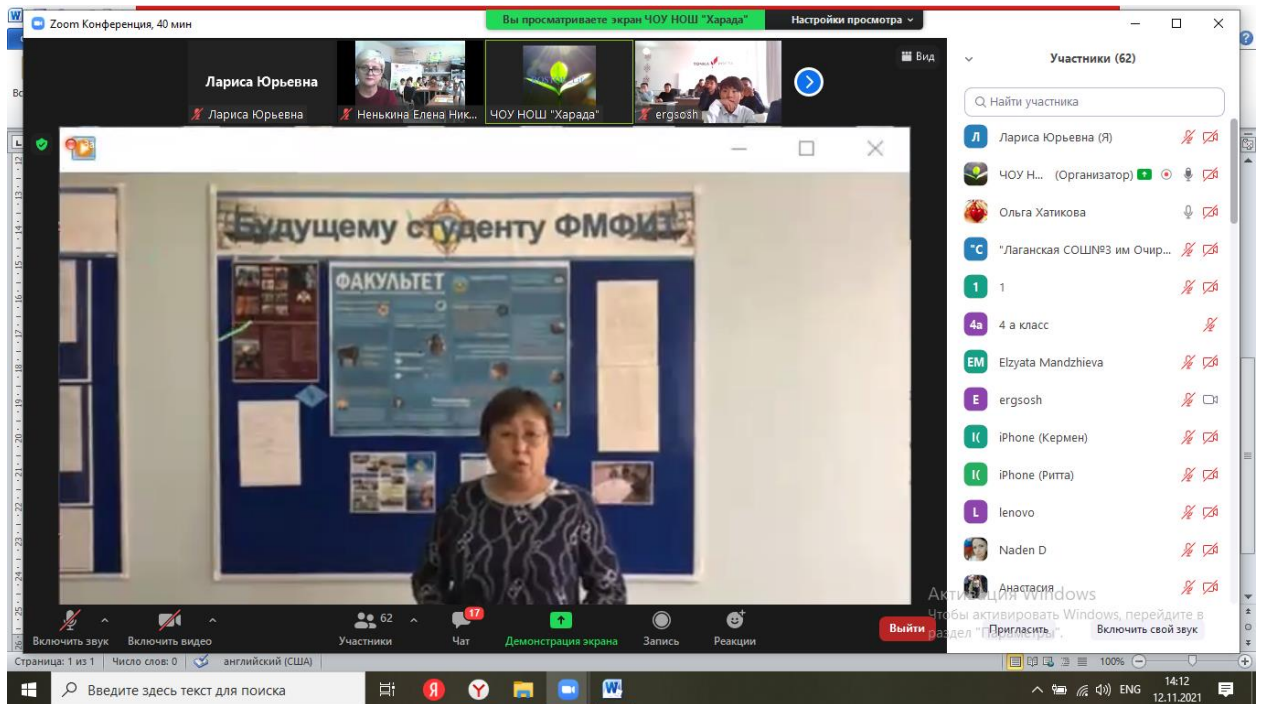 Zoom Конференция, 40 мин
Вы просматриваете экран ЧОУ НОШ "Харада"
Настройки просмотра
Лариса Юрьевна
Лариса Юрьевна
Ненькина Елена Ник...
ЧОУ НОШ "Харада"
ergsosh
Вид
Будущему студенту ФМФИТ
ФАКУЛЬТЕТ
Участники (62)
Найти участника
Л Лариса Юрьевна (Я)
ЧОУ Н... (Организатор)
Ольга Хатикова
"С "Лаганская СОШ№3 им Очир...
1 1
4а 4 а класс
EM Elzyata Mandzhieva
E ergsosh
I( iPhone (Кермен)
I( iPhone (Ритта)
L lenovo
Naden D
Анастасия
Активация Windows
Чтобы активировать Windows, перейдите в
раздел "Параметры".
Пригласить
Включить свой звук
Включить звук
Включить видео
62
Участники
17
Чат
Демонстрация экрана
Запись
Реакции
Выйти
Страница: 1 из 1
Число слов: 0
английский (США)
100%
Введите здесь текст для поиска
ENG
14:12
12.11.2021